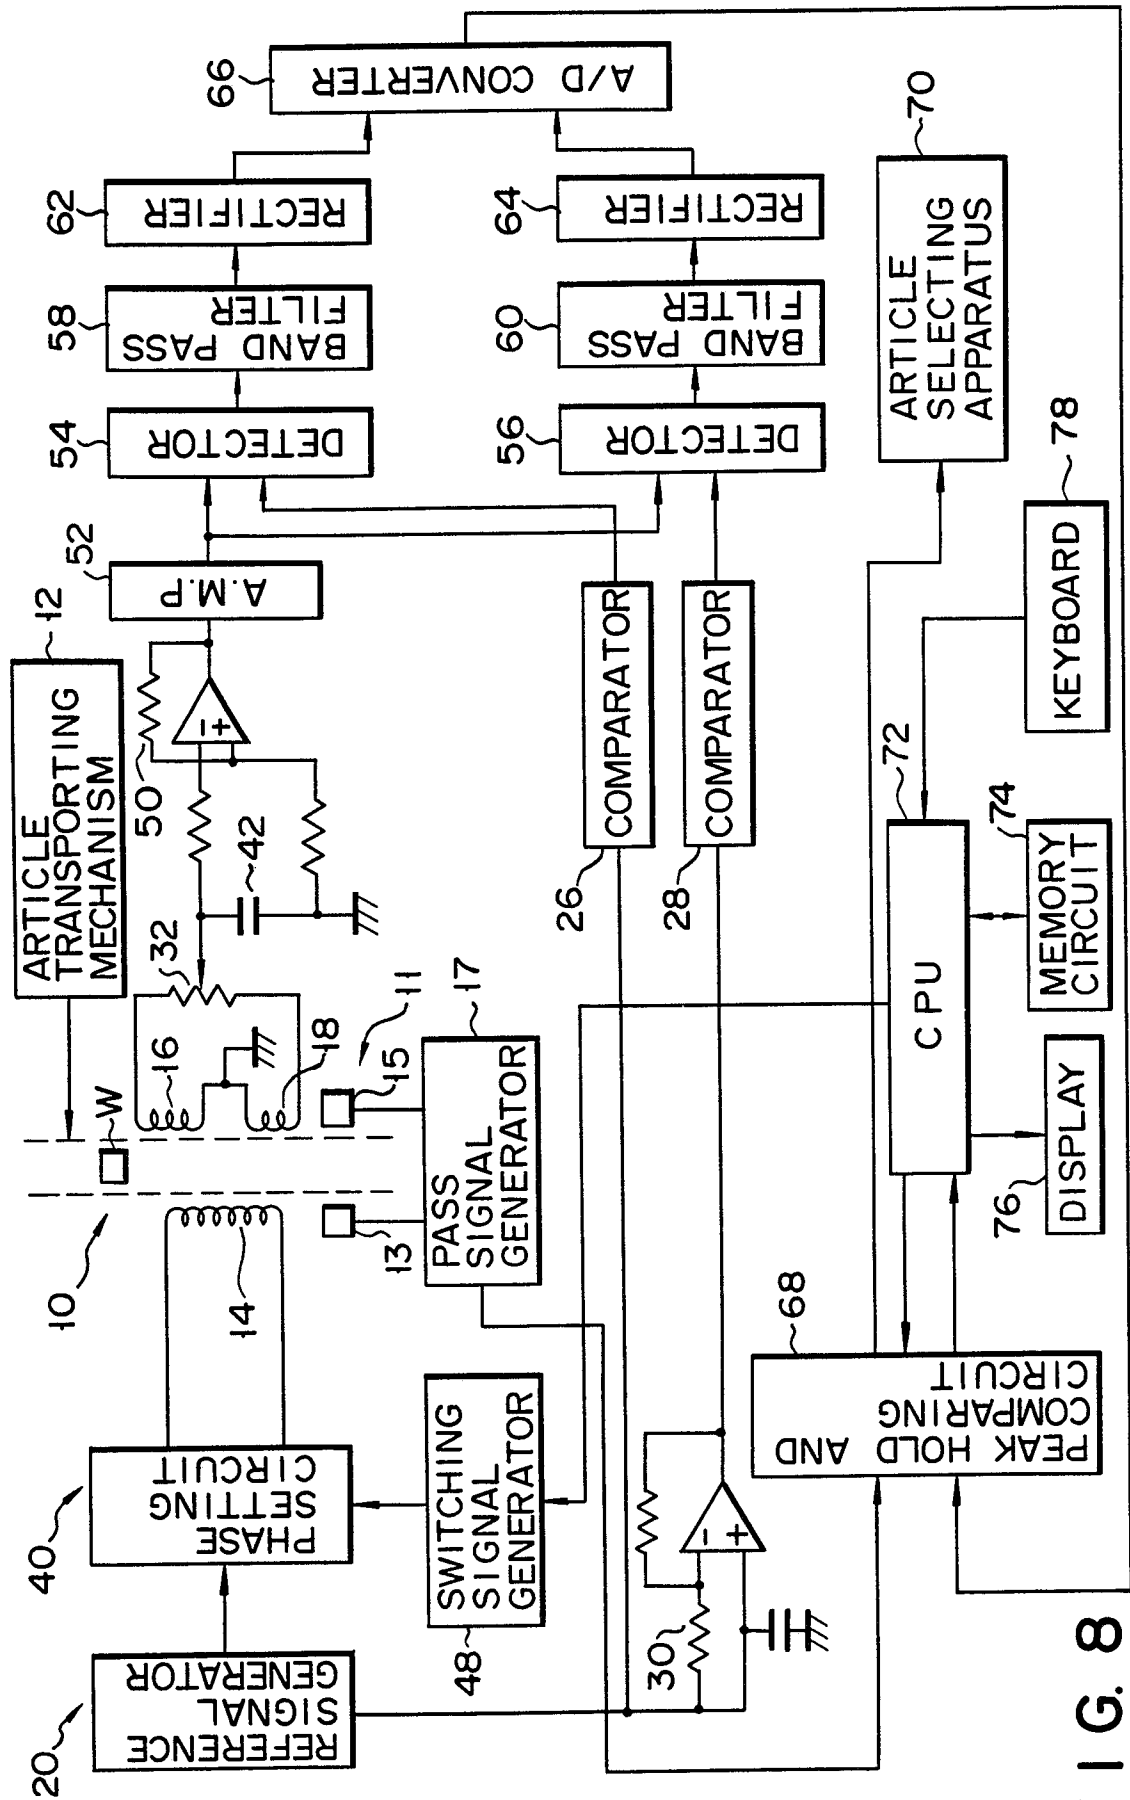 66
A/D CONVERTER
62
RECTIFIER
64
RECTIFIER
58
BAND PASS
FILTER
60
BAND PASS
FILTER
54
DETECTOR
56
DETECTOR
70
ARTICLE
SELECTING
APPARATUS
52
A.M.P
12
ARTICLE
TRANSPORTING
MECHANISM
50
-
+
42
32
16
18
W
10
14
11
15
13
17
PASS
SIGNAL
GENERATOR
26
COMPARATOR
28
COMPARATOR
78
KEYBOARD
72
CPU
74
MEMORY
CIRCUIT
76
DISPLAY
68
PEAK HOLD AND
COMPARING
CIRCUIT
40
PHASE
SETTING
CIRCUIT
48
SWITCHING
SIGNAL
GENERATOR
20
REFERENCE
SIGNAL
GENERATOR
30
-
+
IG. 8